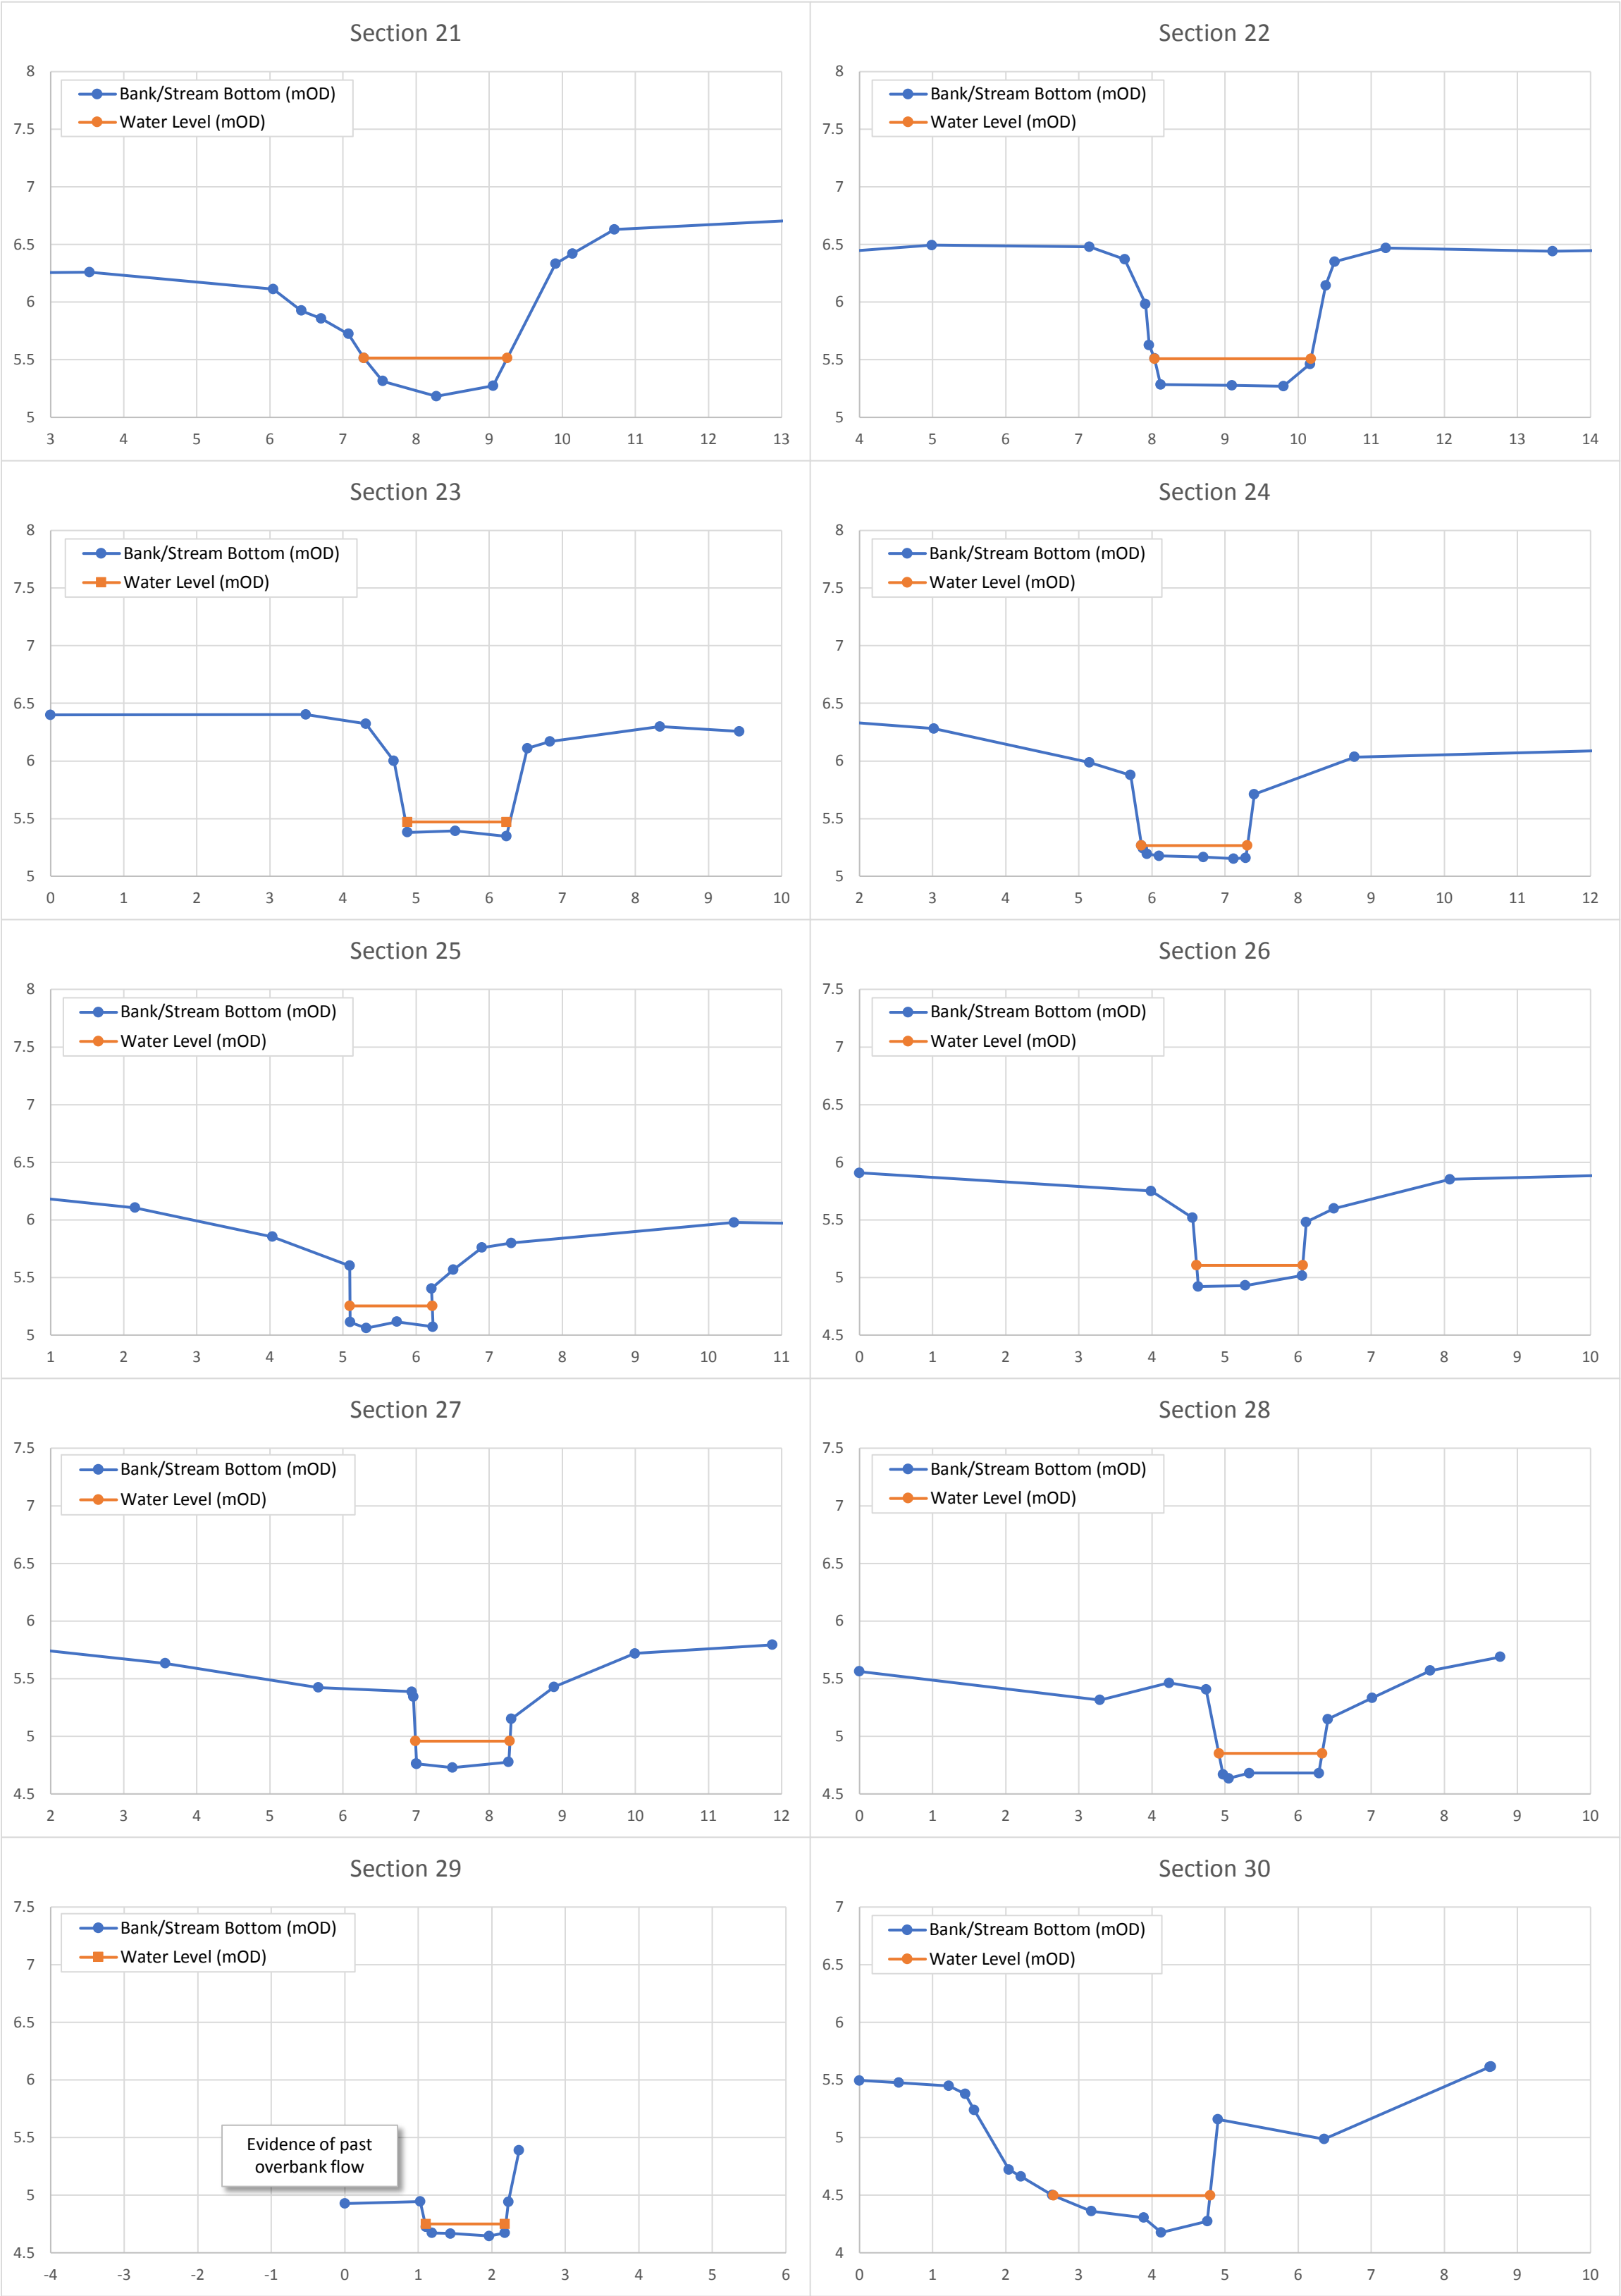 Section 21
Bank/Stream Bottom (mOD)
Water Level (mOD)
8
7.5
7
6.5
6
5.5
5
3 4 5 6 7 8 9 10 11 12 13
Section 22
Bank/Stream Bottom (mOD)
Water Level (mOD)
8
7.5
7
6.5
6
5.5
5
4 5 6 7 8 9 10 11 12 13 14
Section 23
Bank/Stream Bottom (mOD)
Water Level (mOD)
8
7.5
7
6.5
6
5.5
5
0 1 2 3 4 5 6 7 8 9 10
Section 24
Bank/Stream Bottom (mOD)
Water Level (mOD)
8
7.5
7
6.5
6
5.5
5
2 3 4 5 6 7 8 9 10 11 12
Section 25
Bank/Stream Bottom (mOD)
Water Level (mOD)
8
7.5
7
6.5
6
5.5
5
1 2 3 4 5 6 7 8 9 10 11
Section 26
Bank/Stream Bottom (mOD)
Water Level (mOD)
7.5
7
6.5
6
5.5
5
4.5
0 1 2 3 4 5 6 7 8 9 10
Section 27
Bank/Stream Bottom (mOD)
Water Level (mOD)
7.5
7
6.5
6
5.5
5
4.5
2 3 4 5 6 7 8 9 10 11 12
Section 28
Bank/Stream Bottom (mOD)
Water Level (mOD)
7.5
7
6.5
6
5.5
5
4.5
0 1 2 3 4 5 6 7 8 9 10
Section 29
Bank/Stream Bottom (mOD)
Water Level (mOD)
7.5
7
6.5
6
5.5
5
4.5
Evidence of past
overbank flow
-4 -3 -2 -1 0 1 2 3 4 5 6
Section 30
Bank/Stream Bottom (mOD)
Water Level (mOD)
7
6.5
6
5.5
5
4.5
4
0 1 2 3 4 5 6 7 8 9 10